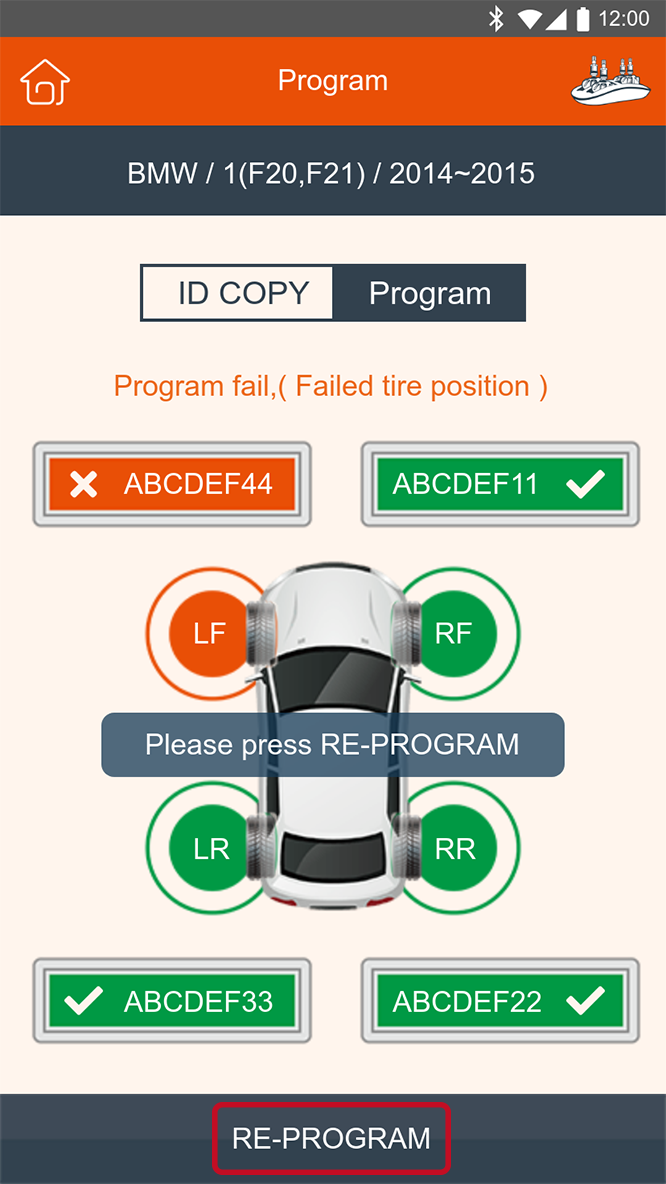 12:00
Program
BMW / 1(F20,F21) / 2014~2015
ID COPY Program
Program fail,( Failed tire position )
ABCDEF44 ABCDEF11
LF RF
Please press RE-PROGRAM
LR RR
ABCDEF33 ABCDEF22
RE-PROGRAM